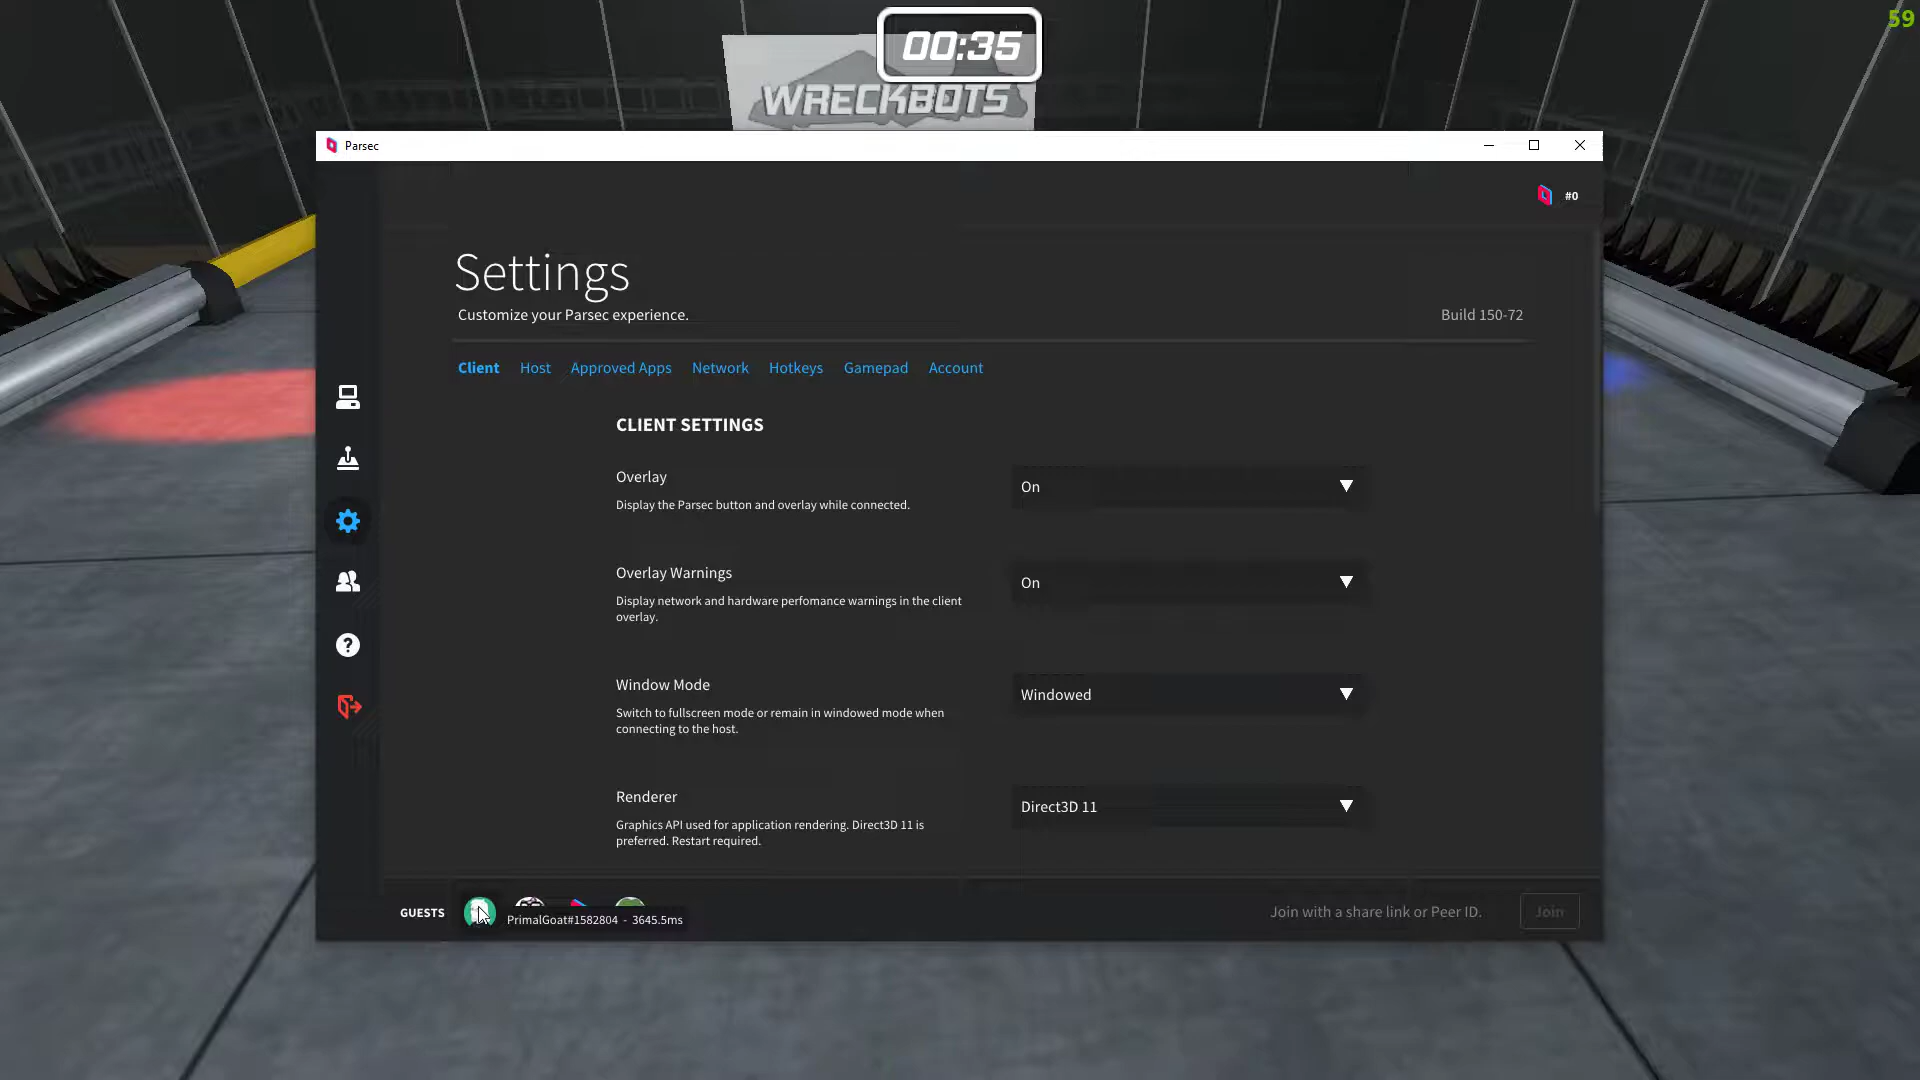 59
00:35
WRECKBOTS
Parsec
#0
Settings
Customize your Parsec experience.
Build 150-72
Client Host Approved Apps Network Hotkeys Gamepad Account
CLIENT SETTINGS
Overlay
On
Display the Parsec button and overlay while connected.
Overlay Warnings
On
Display network and hardware perfomance warnings in the client
overlay.
Window Mode
Windowed
Switch to fullscreen mode or remain in windowed mode when
connecting to the host.
Renderer
Direct3D 11
Graphics API used for application rendering. Direct3D 11 is
preferred. Restart required.
GUESTS
PrimalGoat#1582804 - 3645.5ms
Join with a share link or Peer ID.
Join